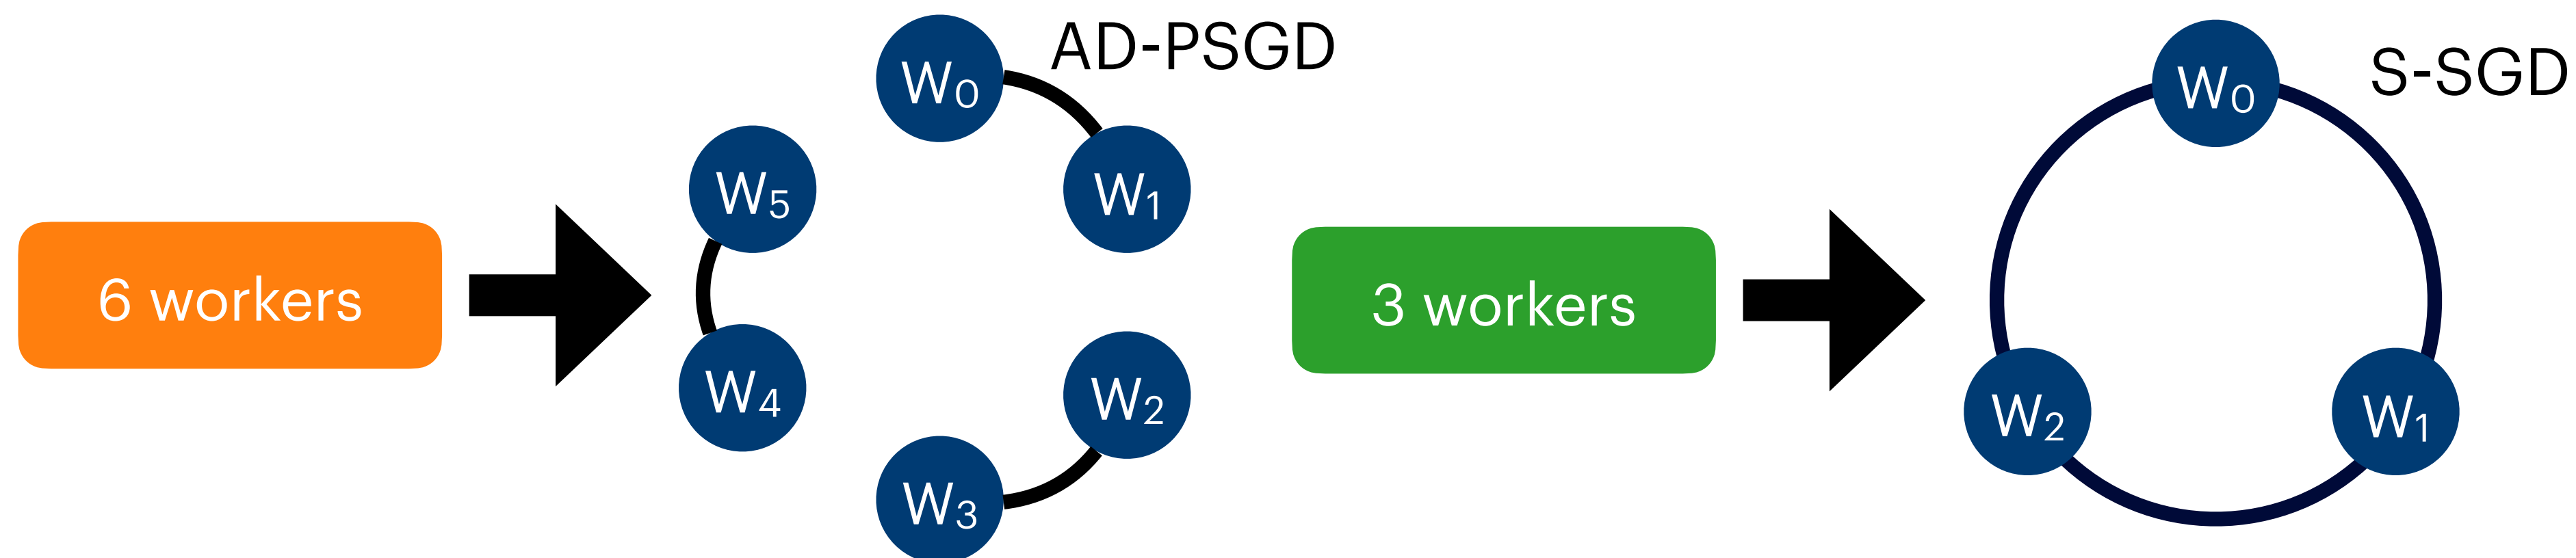 6 workers
AD-PSGD
W₀
W₁
W₂
W₃
W₄
W₅
3 workers
S-SGD
W₀
W₁
W₂